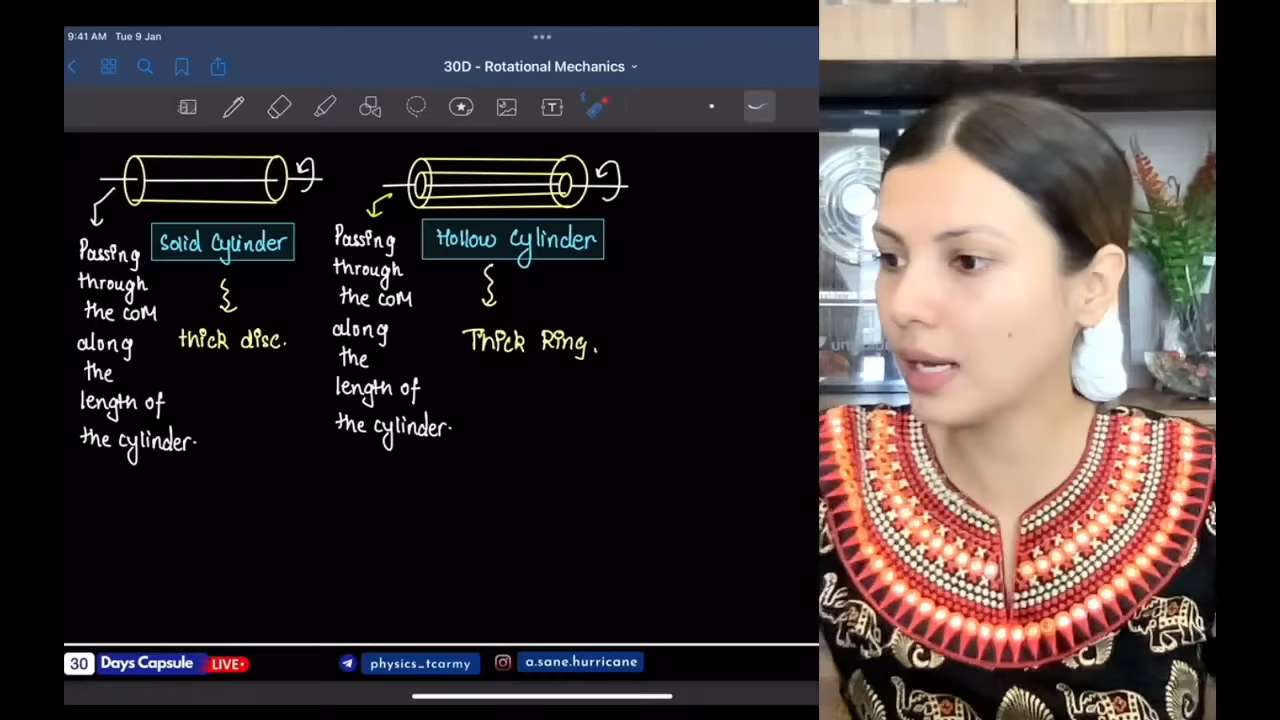 9:41 AM Tue 9 Jan
30D - Rotational Mechanics
T
Solid Cylinder
Passing
through
the COM
along
the
length of
the cylinder.
thick disc.
Hollow Cylinder
Passing
through
the COM
along
the
length of
the cylinder.
Thick Ring.
30 Days Capsule LIVE
physics_tcarmy
a.sane.hurricane